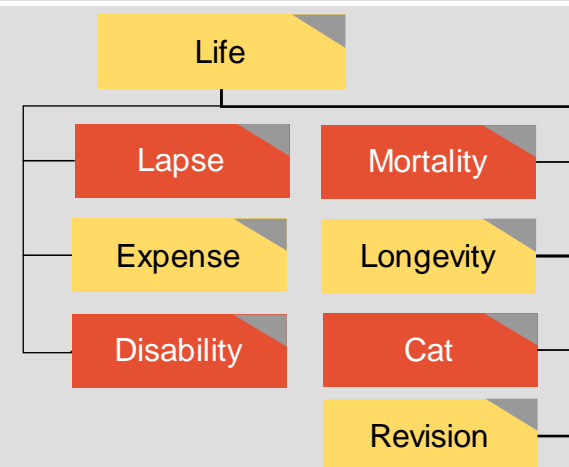 Life
Lapse
Mortality
Expense
Longevity
Disability
Cat
Revision